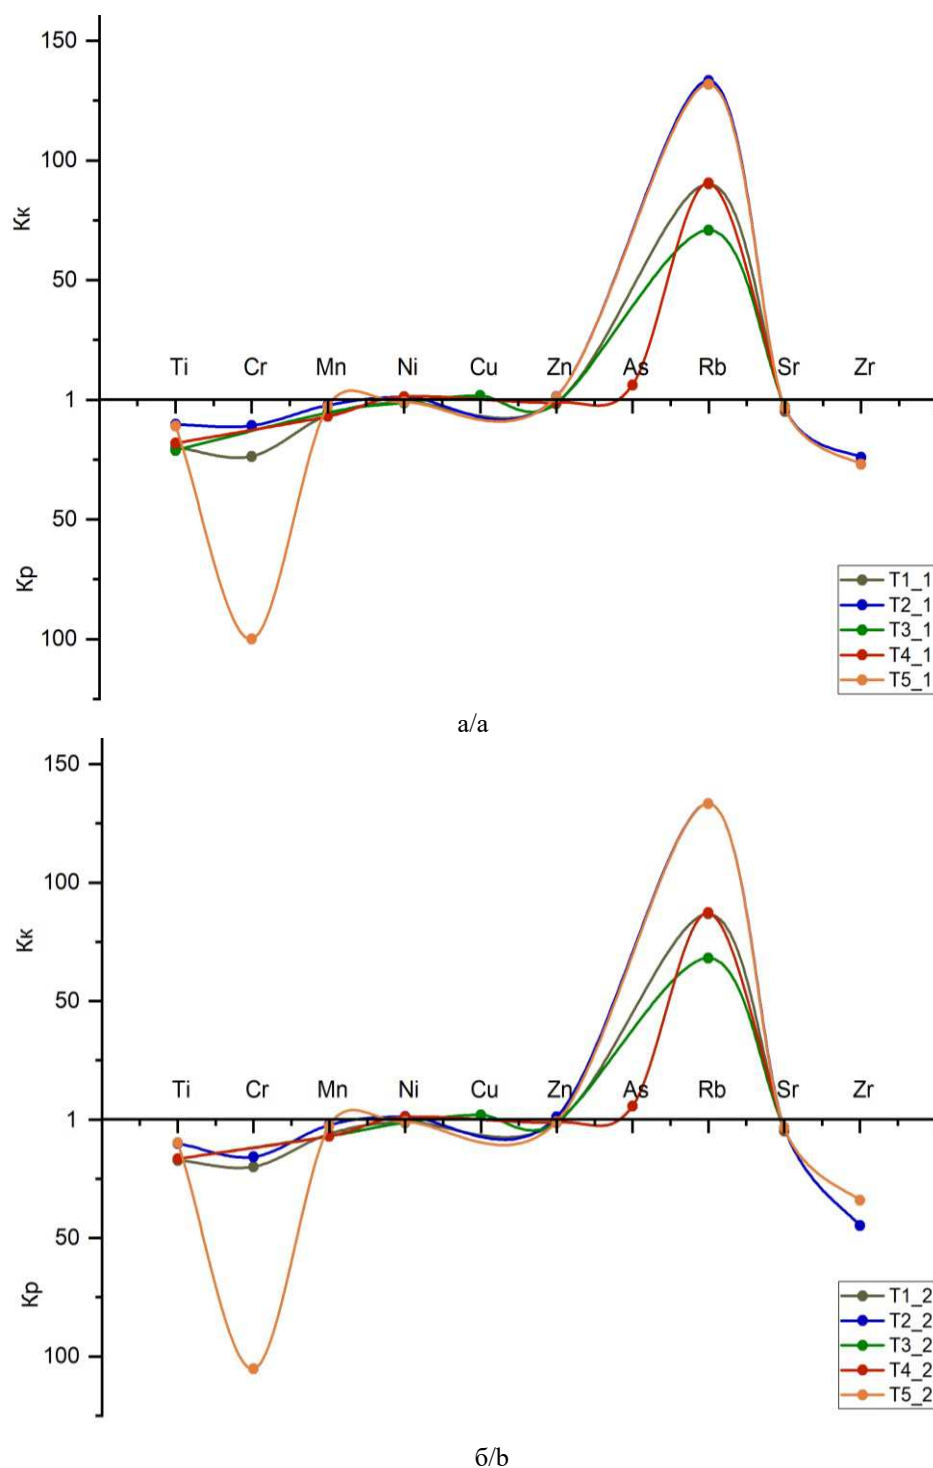 150
100
Кк
50
Ti Cr Mn Ni Cu Zn As Rb Sr Zr
1
50
Кр
100
T1_1
T2_1
T3_1
T4_1
T5_1
а/a
150
100
Кк
50
Ti Cr Mn Ni Cu Zn As Rb Sr Zr
1
50
Кр
100
T1_2
T2_2
T3_2
T4_2
T5_2
б/b